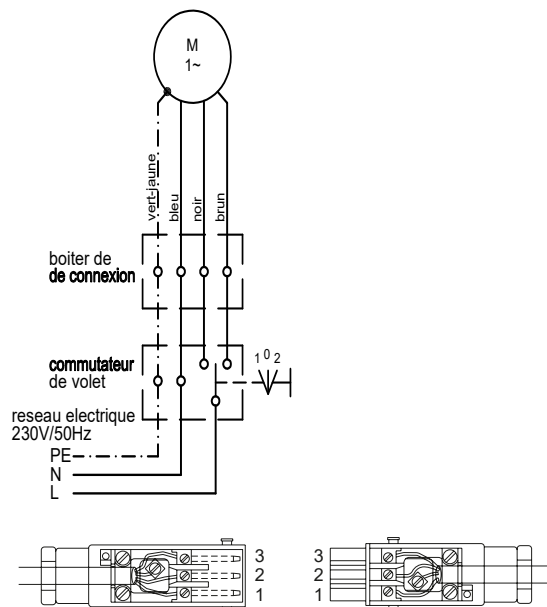 M
1~
vert-jaune
bleu
noir
brun
boiter de
de connexion
commutateur
de volet
1 0 2
reseau electrique
230V/50Hz
PE
N
L
3
2
1
3
2
1